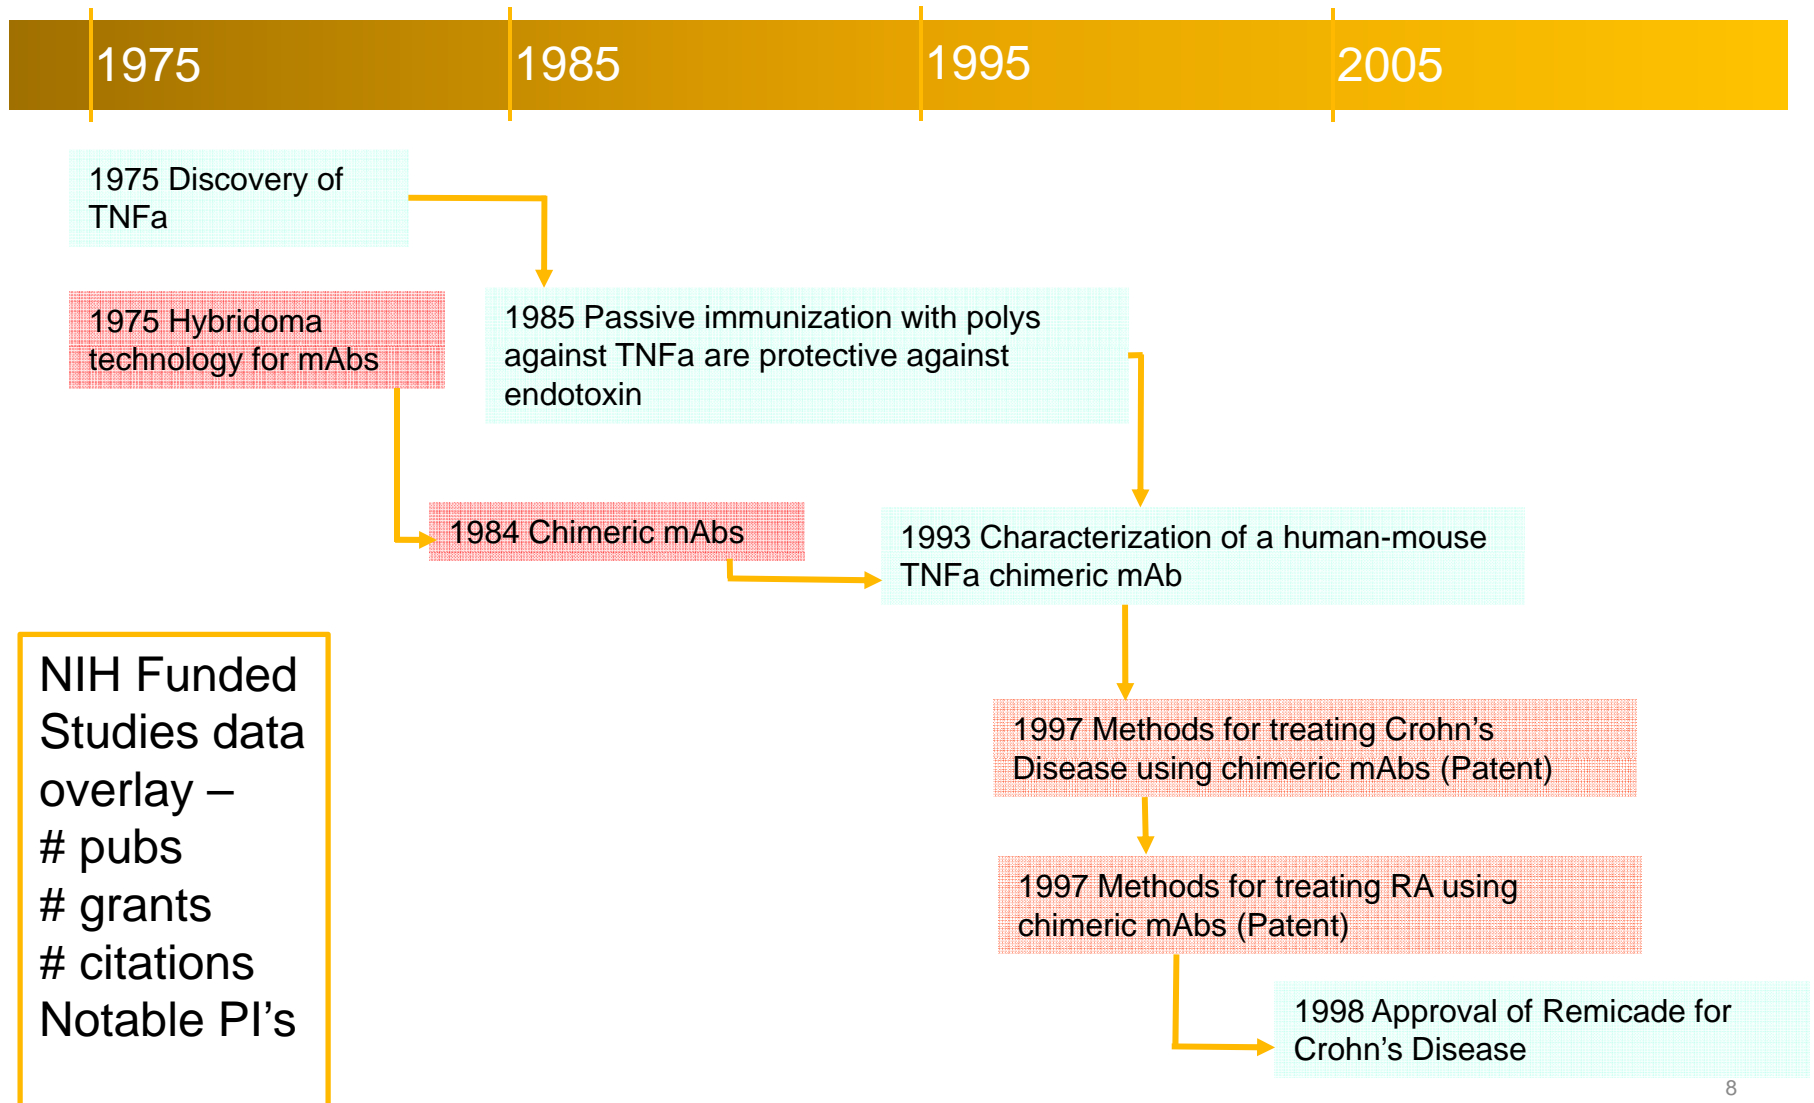 1975
1985
1995
2005
1975 Discovery of
TNFa
1975 Hybridoma
technology for mAbs
1985 Passive immunization with polys
against TNFa are protective against
endotoxin
1984 Chimeric mAbs
1993 Characterization of a human-mouse
TNFa chimeric mAb
NIH Funded
Studies data
overlay –
# pubs
# grants
# citations
Notable PI’s
1997 Methods for treating Crohn’s
Disease using chimeric mAbs (Patent)
1997 Methods for treating RA using
chimeric mAbs (Patent)
1998 Approval of Remicade for
Crohn’s Disease
8